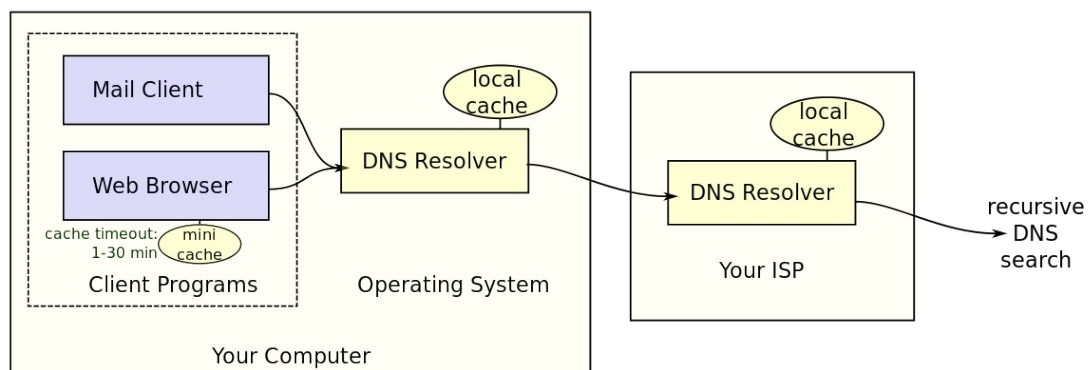 Mail Client
Web Browser
cache timeout:
1-30 min
mini
cache
Client Programs
local
cache
DNS Resolver
Operating System
Your Computer
local
cache
DNS Resolver
Your ISP
recursive
DNS
search